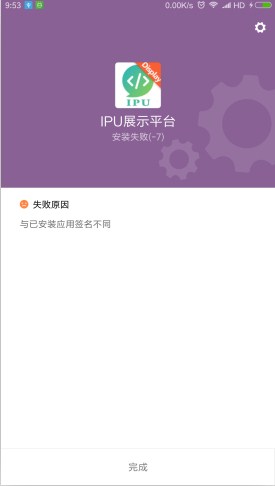 9:53
0.00K/s
HD
Display
</>
IPU
IPU展示平台
安装失败(-7)
失败原因
与已安装应用签名不同
完成